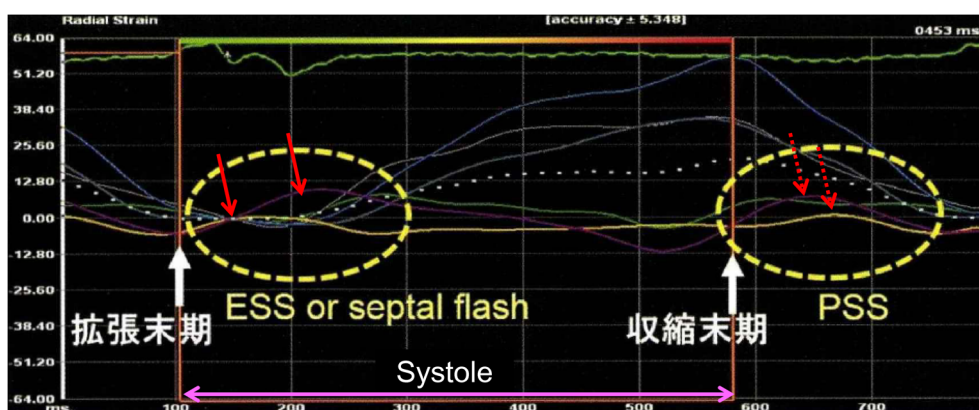 Radial Strain [accuracy ± 5.348]
0453 ms
64.00
51.20
38.40
25.60
12.80
0.00
-12.80
-25.60
-38.40
-51.20
-64.00
ESS or septal flash
PSS
拡張末期
収縮末期
Systole
ms 100 200 300 400 500 600 700